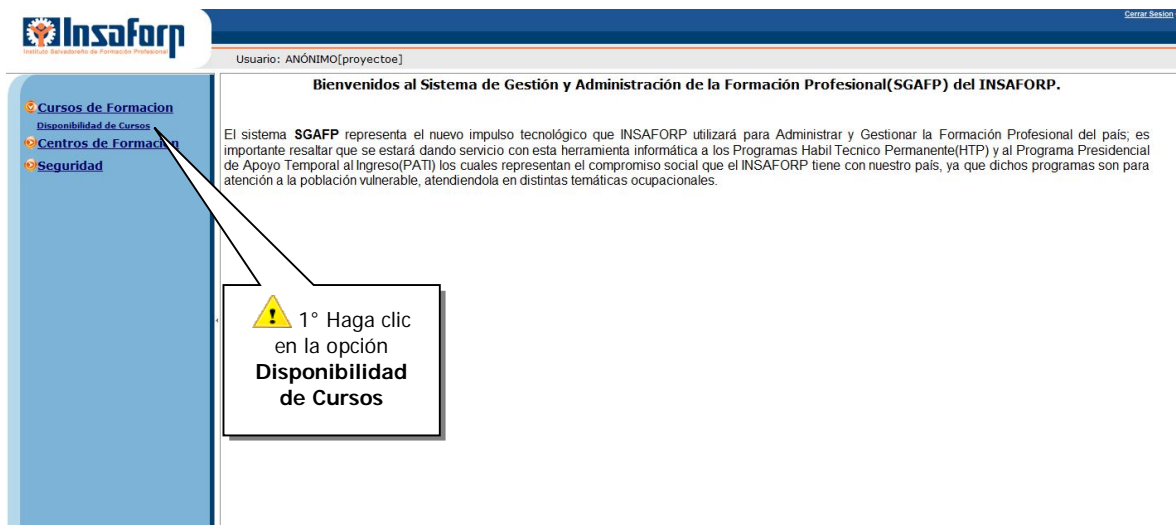 Cerrar Sesion
Insaforp
Instituto Salvadoreño de Formación Profesional
Usuario: ANÓNIMO[proyectoe]
Cursos de Formacion
Disponibilidad de Cursos
Centros de Formacion
Seguridad
Bienvenidos al Sistema de Gestión y Administración de la Formación Profesional(SGAFP) del INSAFORP.
El sistema SGAFP representa el nuevo impulso tecnológico que INSAFORP utilizará para Administrar y Gestionar la Formación Profesional del país; es
importante resaltar que se estará dando servicio con esta herramienta informática a los Programas Habil Tecnico Permanente(HTP) y al Programa Presidencial
de Apoyo Temporal al Ingreso(PATI) los cuales representan el compromiso social que el INSAFORP tiene con nuestro país, ya que dichos programas son para
atención a la población vulnerable, atendiendola en distintas temáticas ocupacionales.
1° Haga clic
en la opción
Disponibilidad
de Cursos